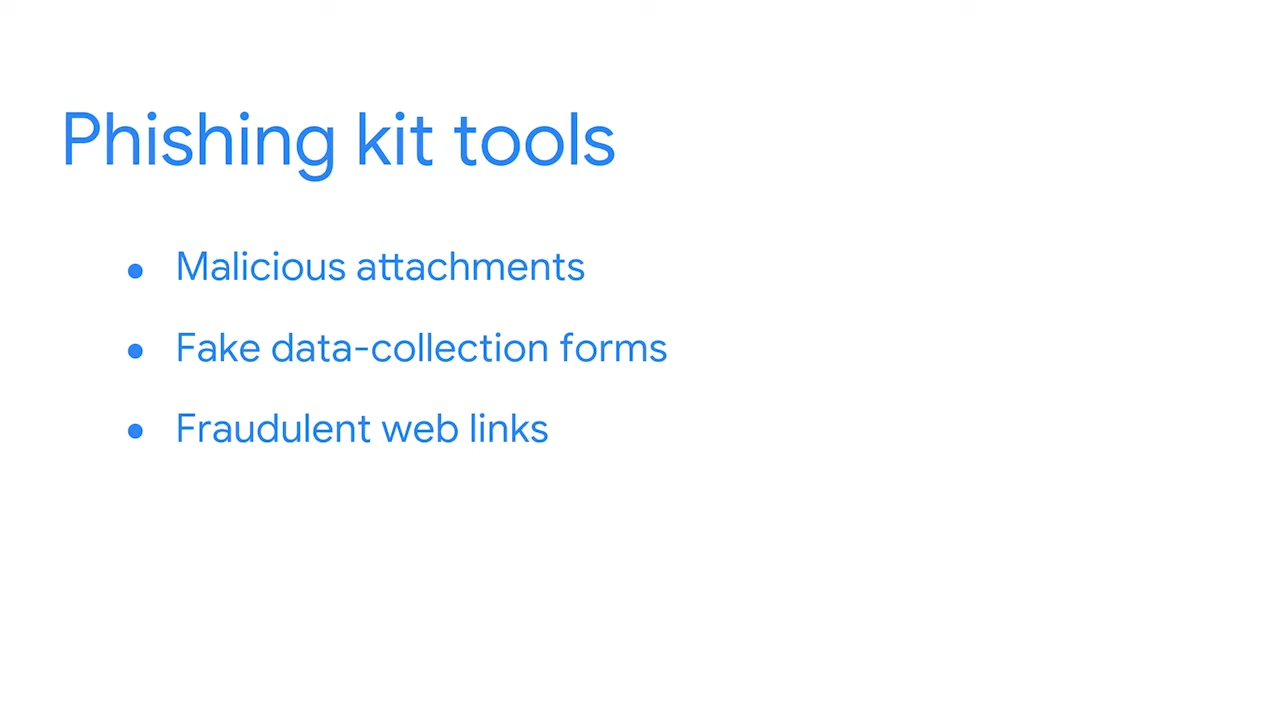 Phishing kit tools
● Malicious attachments
● Fake data-collection forms
● Fraudulent web links